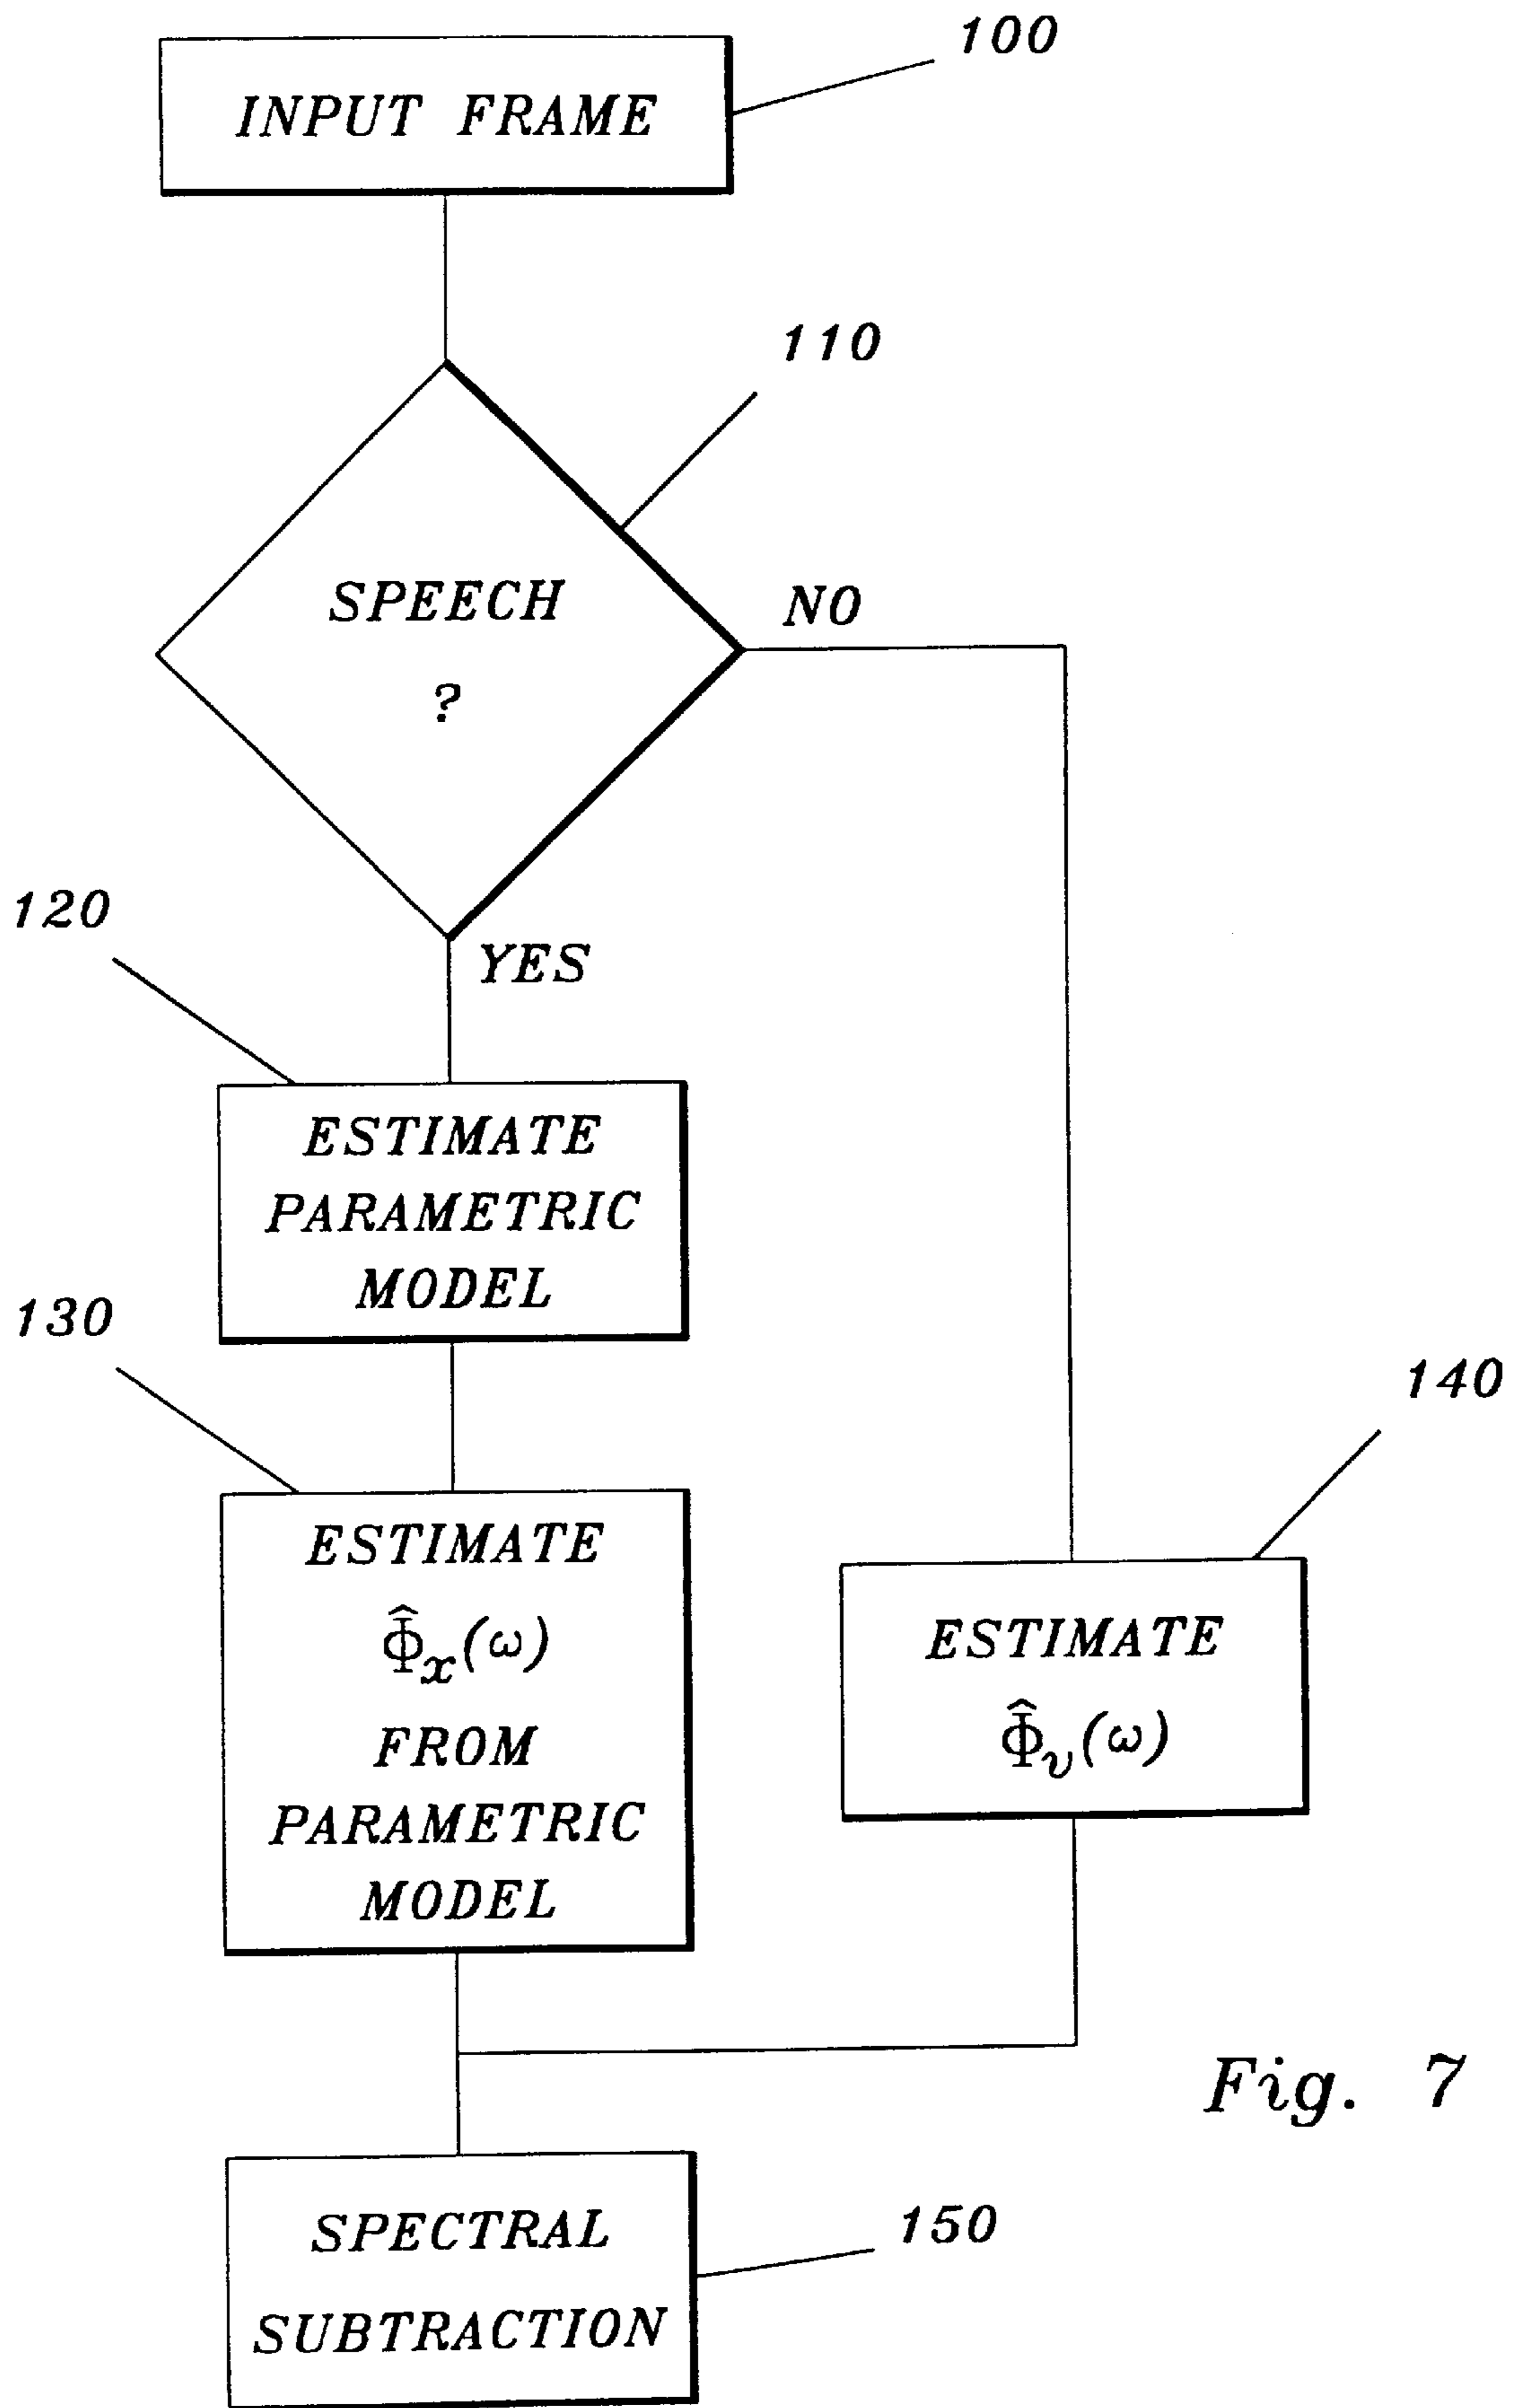 100
INPUT FRAME
110
SPEECH
?
NO
YES
120
ESTIMATE
PARAMETRIC
MODEL
130
ESTIMATE
Φ̂x(ω)
FROM
PARAMETRIC
MODEL
140
ESTIMATE
Φ̂v(ω)
Fig. 7
150
SPECTRAL
SUBTRACTION